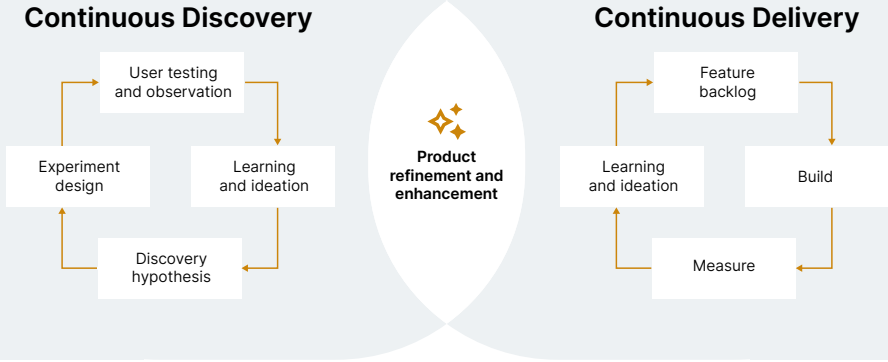 Continuous Discovery
User testing
and observation
Experiment
design
Learning
and ideation
Discovery
hypothesis
Product
refinement and
enhancement
Continuous Delivery
Feature
backlog
Learning
and ideation
Build
Measure